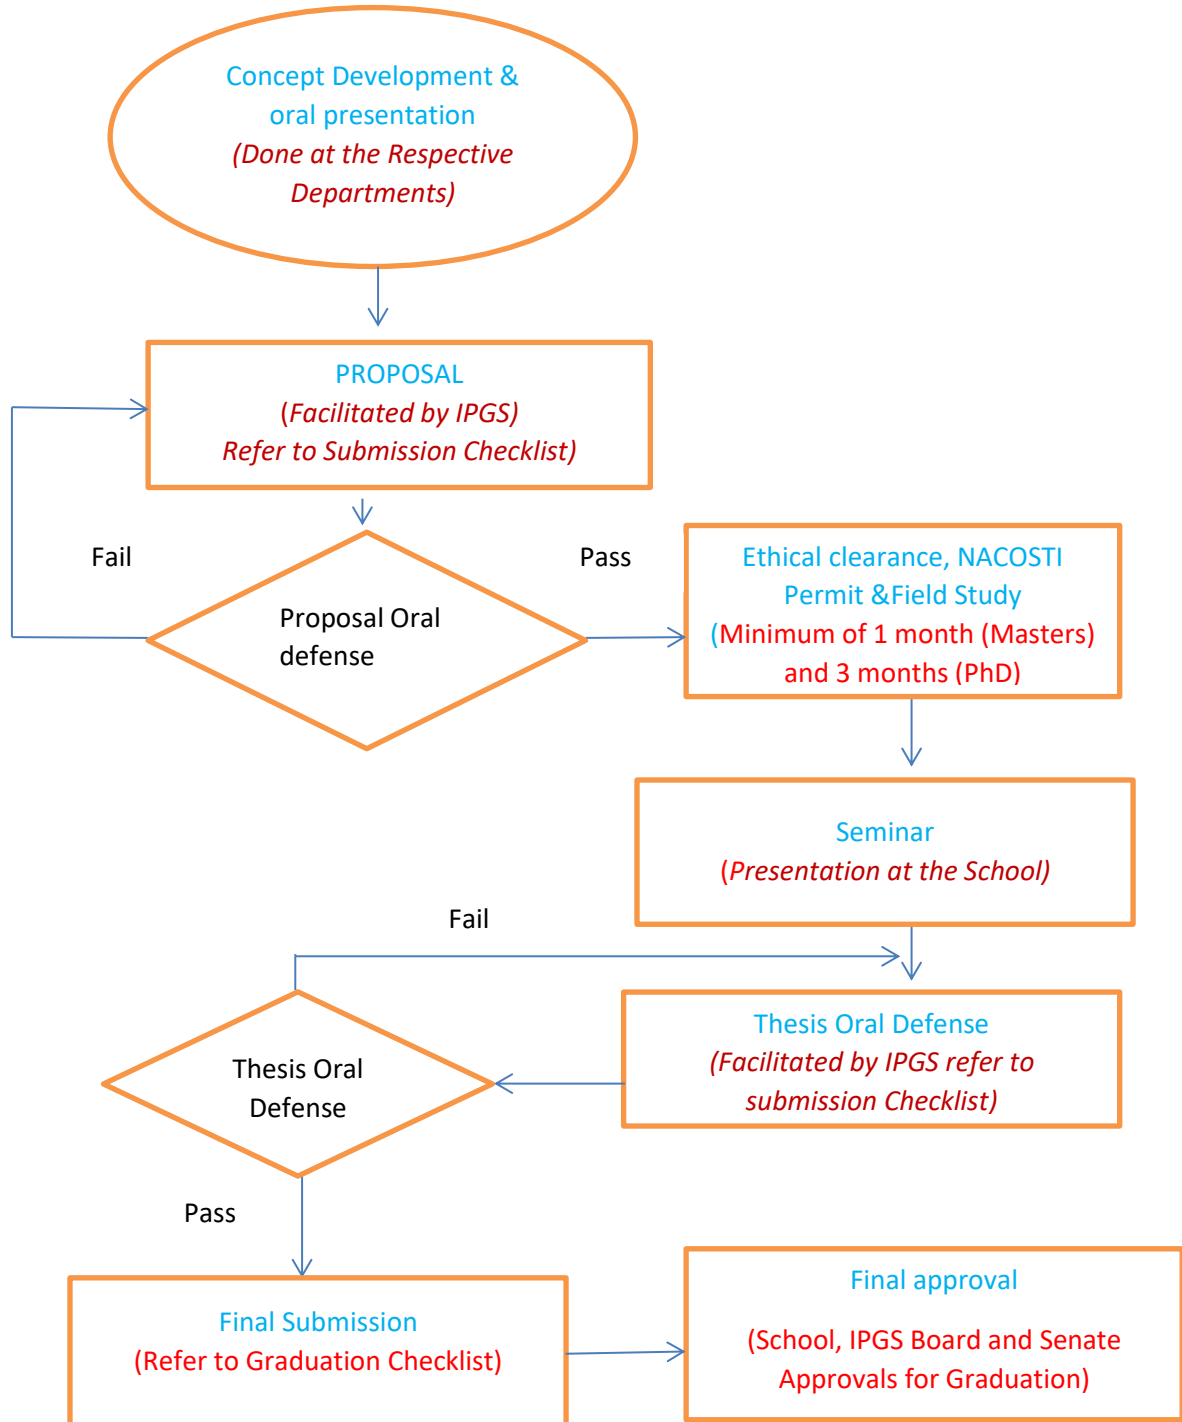 Concept Development &
oral presentation
(Done at the Respective
Departments)
PROPOSAL
(Facilitated by IPGS)
Refer to Submission Checklist)
Fail
Proposal Oral
defense
Pass
Ethical clearance, NACOSTI
Permit &Field Study
(Minimum of 1 month (Masters)
and 3 months (PhD)
Seminar
(Presentation at the School)
Fail
Thesis Oral Defense
(Facilitated by IPGS refer to
submission Checklist)
Thesis Oral
Defense
Pass
Final Submission
(Refer to Graduation Checklist)
Final approval
(School, IPGS Board and Senate
Approvals for Graduation)